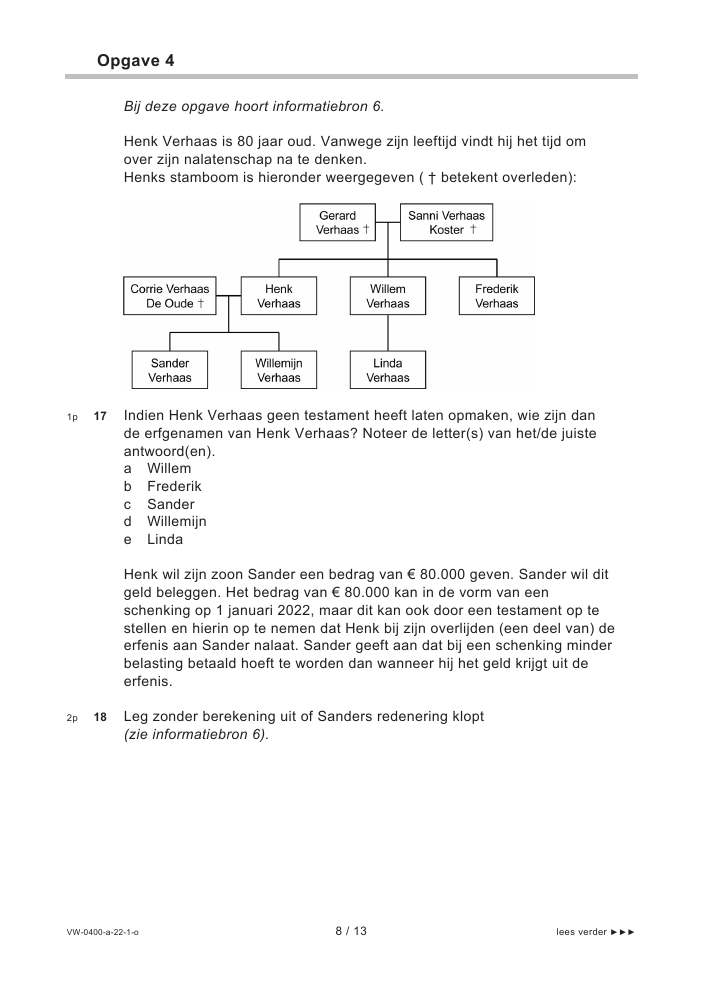 Opgave 4
Bij deze opgave hoort informatiebron 6.
Henk Verhaas is 80 jaar oud. Vanwege zijn leeftijd vindt hij het tijd om
over zijn nalatenschap na te denken.
Henks stamboom is hieronder weergegeven ( † betekent overleden):
Gerard
Verhaas †
Sanni Verhaas
Koster †
Corrie Verhaas
De Oude †
Henk
Verhaas
Willem
Verhaas
Frederik
Verhaas
Sander
Verhaas
Willemijn
Verhaas
Linda
Verhaas
1p 17 Indien Henk Verhaas geen testament heeft laten opmaken, wie zijn dan
de erfgenamen van Henk Verhaas? Noteer de letter(s) van het/de juiste
antwoord(en).
a Willem
b Frederik
c Sander
d Willemijn
e Linda
Henk wil zijn zoon Sander een bedrag van € 80.000 geven. Sander wil dit
geld beleggen. Het bedrag van € 80.000 kan in de vorm van een
schenking op 1 januari 2022, maar dit kan ook door een testament op te
stellen en hierin op te nemen dat Henk bij zijn overlijden (een deel van) de
erfenis aan Sander nalaat. Sander geeft aan dat bij een schenking minder
belasting betaald hoeft te worden dan wanneer hij het geld krijgt uit de
erfenis.
2p 18 Leg zonder berekening uit of Sanders redenering klopt
(zie informatiebron 6).
VW-0400-a-22-1-o
8 / 13
lees verder ►►►